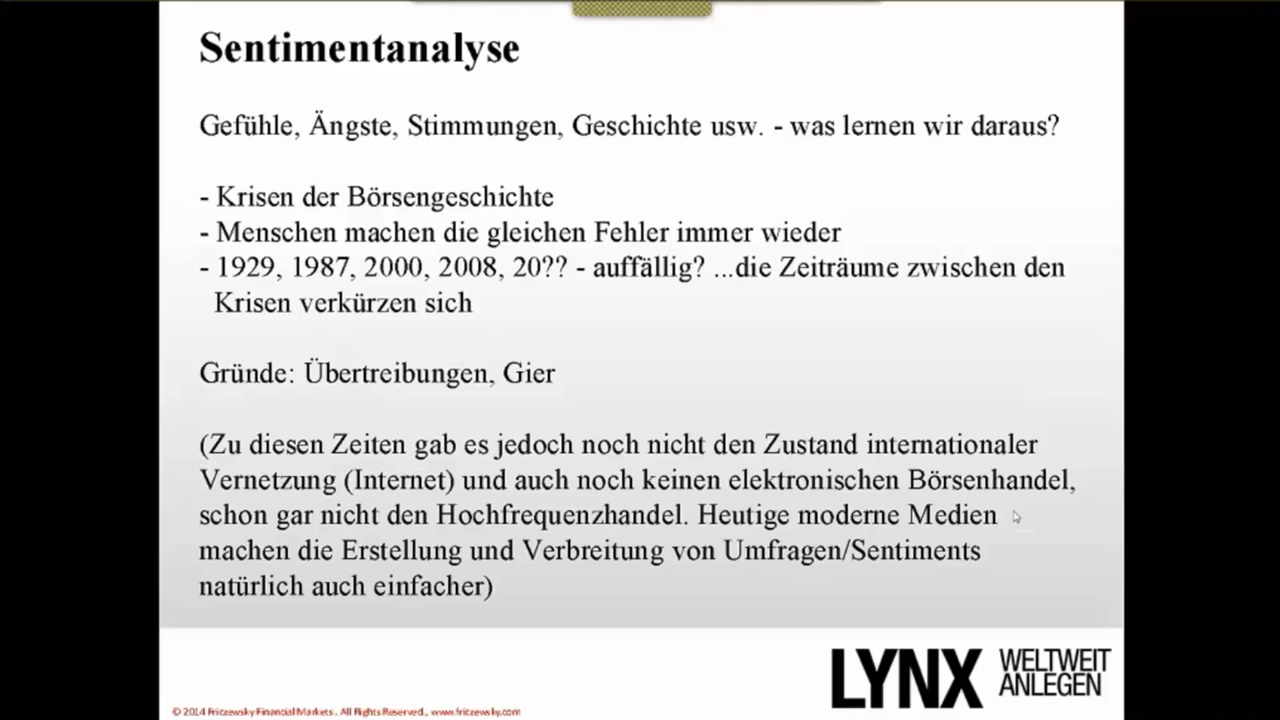 Sentimentanalyse
Gefühle, Ängste, Stimmungen, Geschichte usw. - was lernen wir daraus?
- Krisen der Börsengeschichte
- Menschen machen die gleichen Fehler immer wieder
- 1929, 1987, 2000, 2008, 20?? - auffällig? ...die Zeiträume zwischen den
Krisen verkürzen sich
Gründe: Übertreibungen, Gier
(Zu diesen Zeiten gab es jedoch noch nicht den Zustand internationaler
Vernetzung (Internet) und auch noch keinen elektronischen Börsenhandel,
schon gar nicht den Hochfrequenzhandel. Heutige moderne Medien
machen die Erstellung und Verbreitung von Umfragen/Sentiments
natürlich auch einfacher)
LYNX WELTWEIT
ANLEGEN
© 2014 Friczewsky Financial Markets . All Rights Reserved., www.friczewsky.com